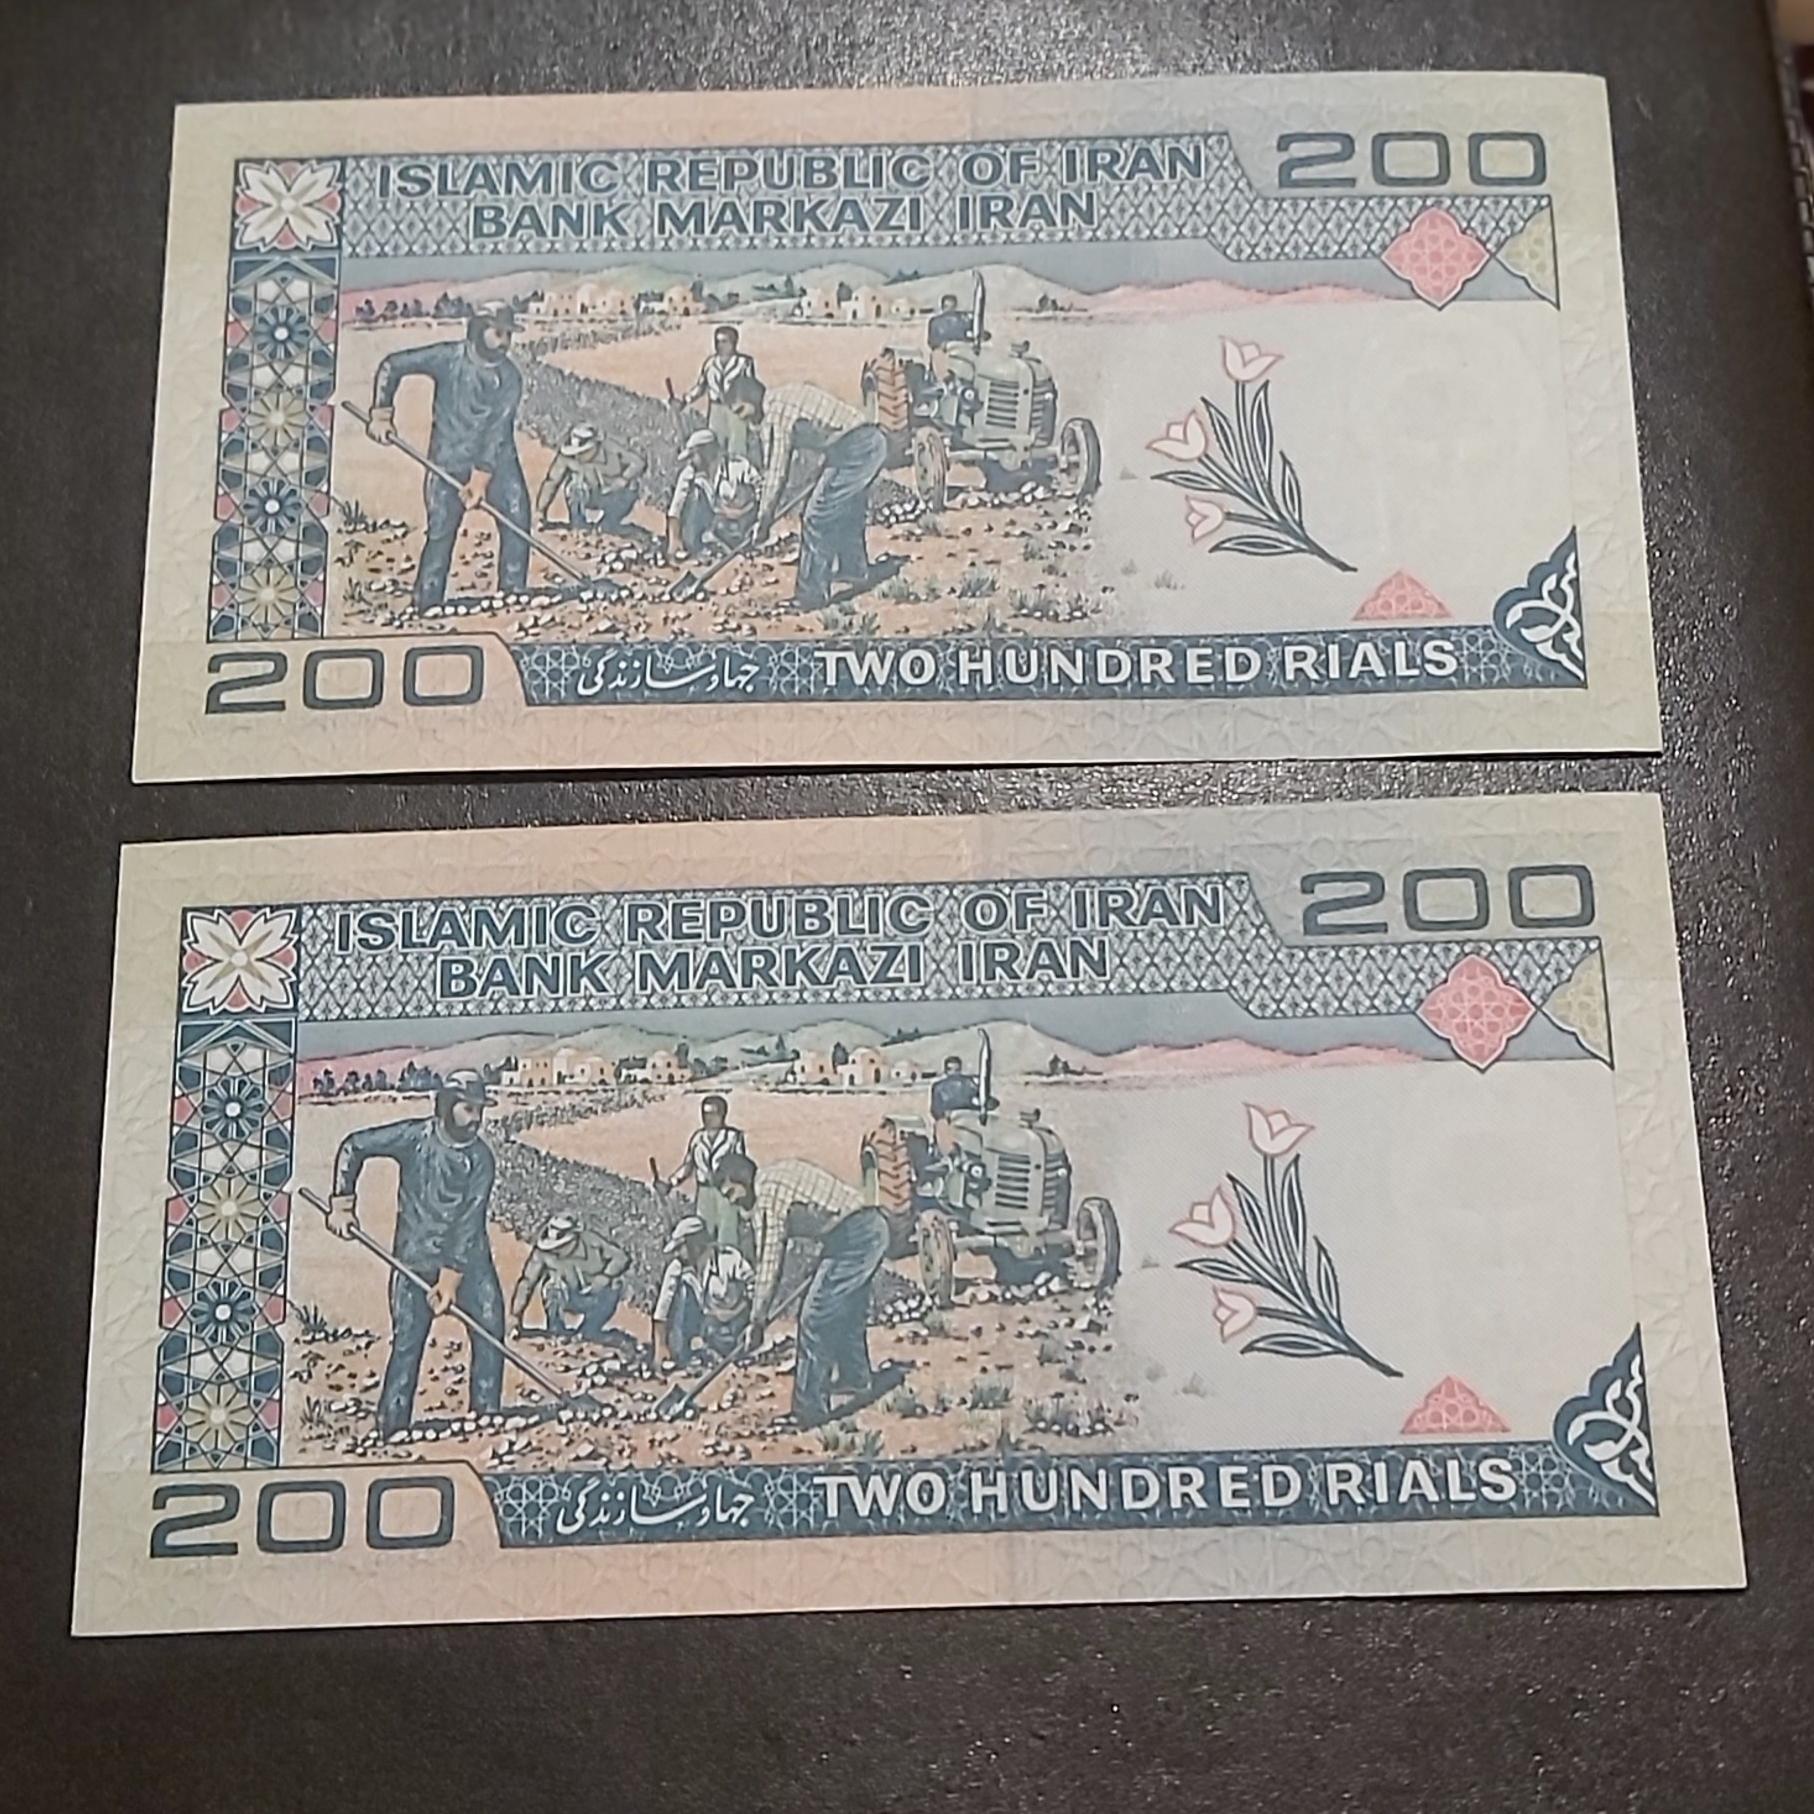 ISLAMIC REPUBLIC OF IRAN
200
BANK MARKAZI IRAN
200
جهاد سازندگی
TWO HUNDRED RIALS
ISLAMIC REPUBLIC OF IRAN
200
BANK MARKAZI IRAN
200
جهاد سازندگی
TWO HUNDRED RIALS